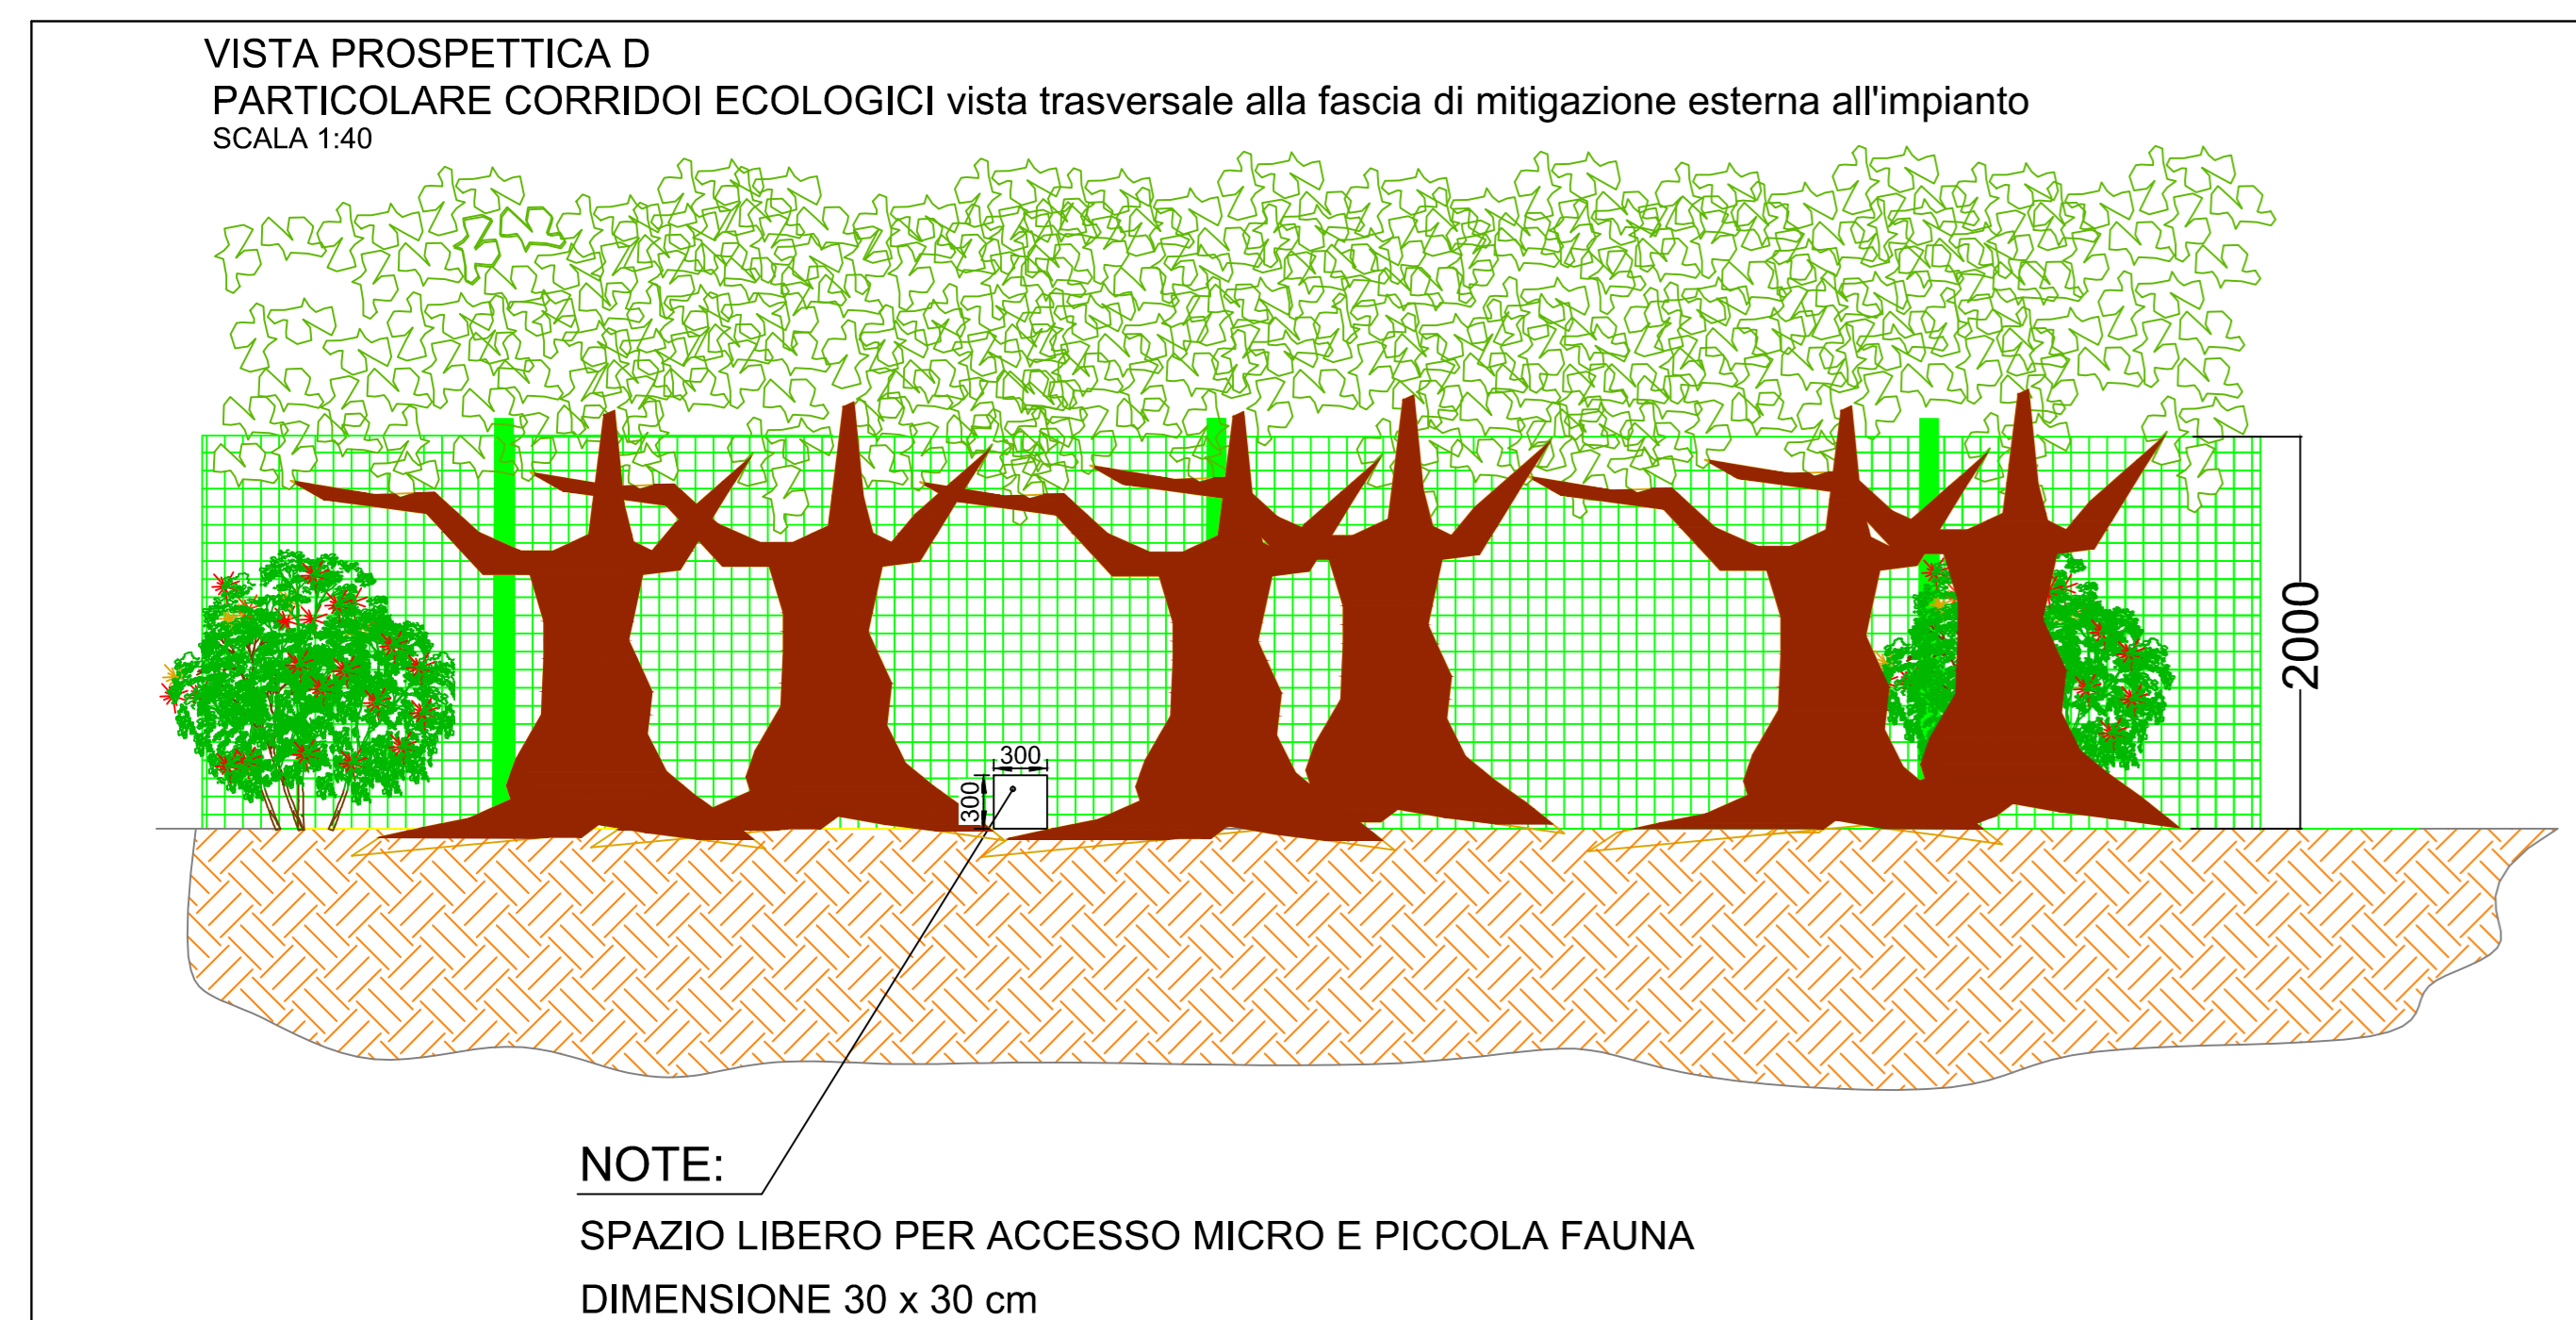 VISTA PROSPETTICA D
PARTICOLARE CORRIDOI ECOLOGICI vista trasversale alla fascia di mitigazione esterna all'impianto
SCALA 1:40
2000
300
300
NOTE:
SPAZIO LIBERO PER ACCESSO MICRO E PICCOLA FAUNA
DIMENSIONE 30 x 30 cm